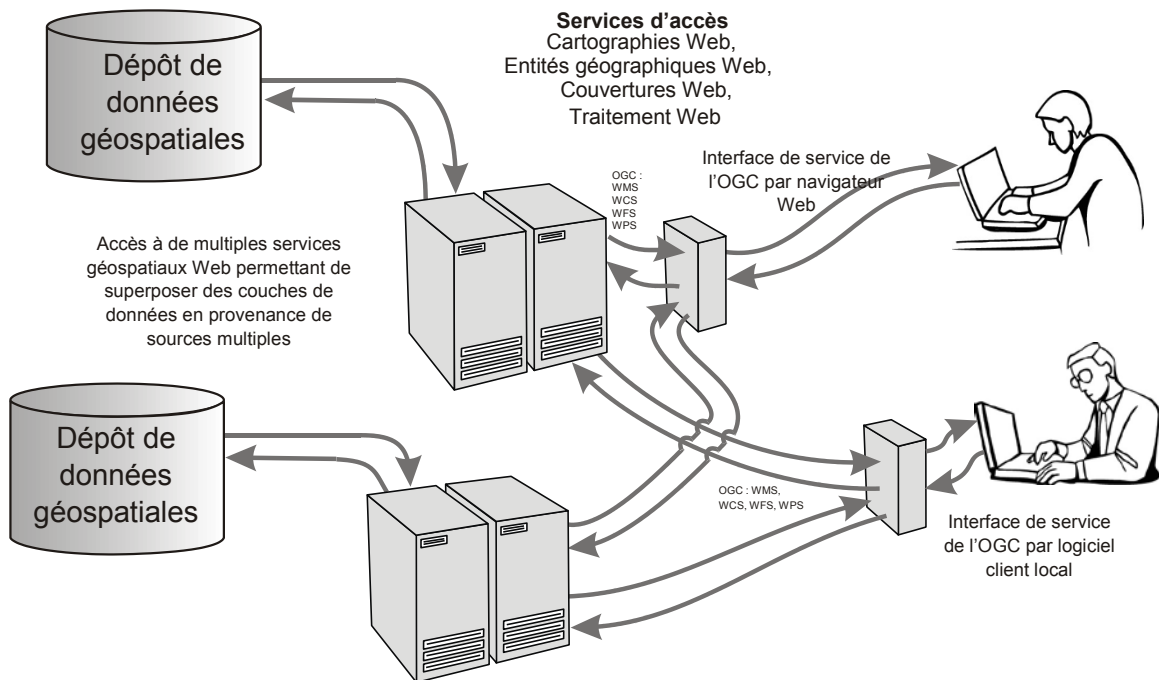 Services d'accès
Cartographies Web,
Entités géographiques Web,
Couvertures Web,
Traitement Web
Dépôt de
données
géospatiales
OGC :
WMS
WCS
WFS
WPS
Interface de service de
l'OGC par navigateur
Web
Accès à de multiples services
géospatiaux Web permettant de
superposer des couches de
données en provenance de
sources multiples
Dépôt de
données
géospatiales
OGC : WMS,
WCS, WFS, WPS
Interface de service
de l'OGC par logiciel
client local